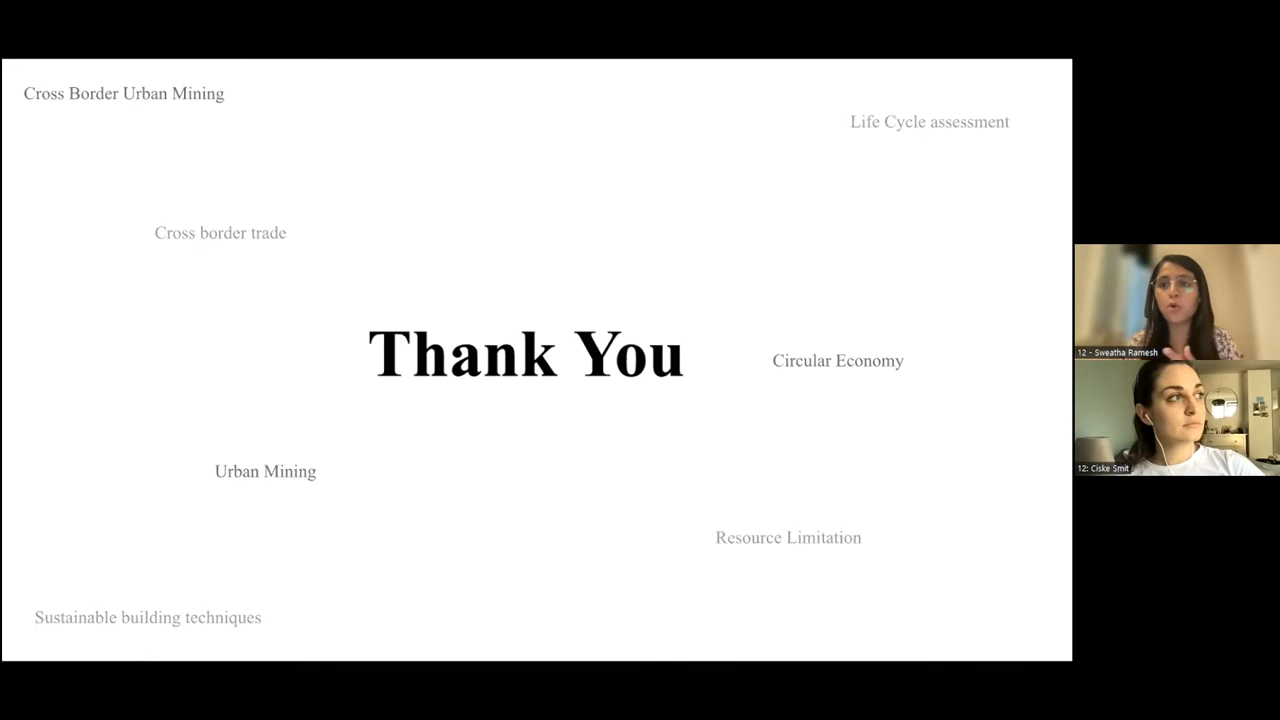 Cross Border Urban Mining
Life Cycle assessment
Cross border trade
Thank You
Circular Economy
Urban Mining
Resource Limitation
Sustainable building techniques
12 - Sweatha Ramesh
12: Ciske Smit